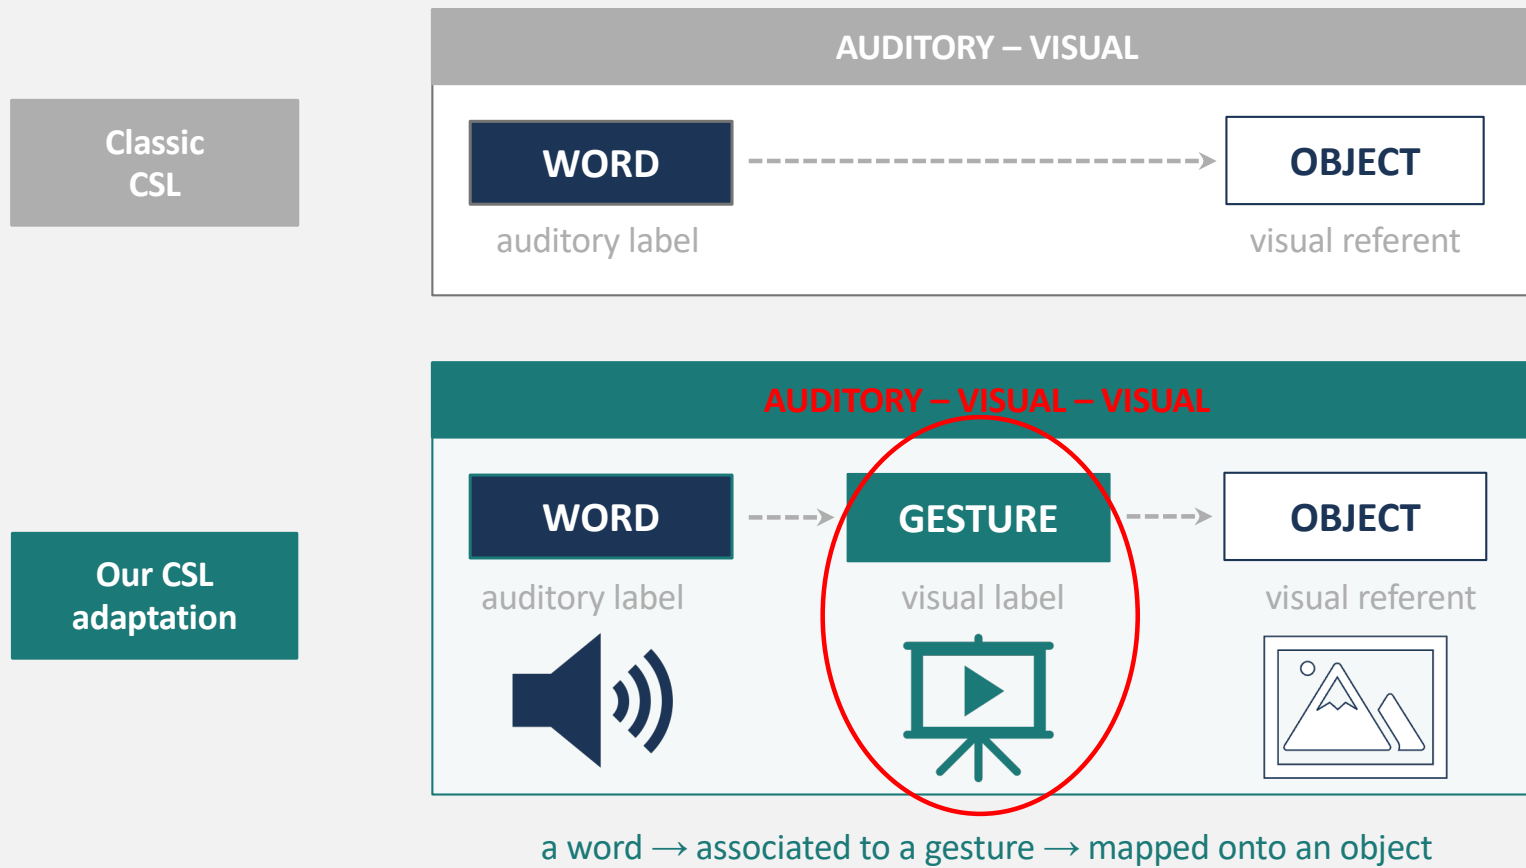 AUDITORY – VISUAL
Classic
CSL
WORD
OBJECT
auditory label
visual referent
AUDITORY – VISUAL – VISUAL
Our CSL
adaptation
WORD
GESTURE
OBJECT
auditory label
visual label
visual referent
a word → associated to a gesture → mapped onto an object